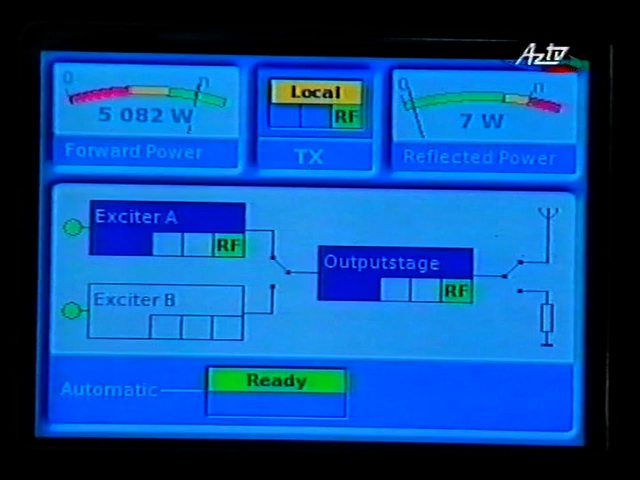 Aztv
0
n
5 082 W
Forward Power
Local
RF
TX
0
n
7 W
Reflected Power
Exciter A
RF
Outputstage
RF
Exciter B
Automatic
Ready